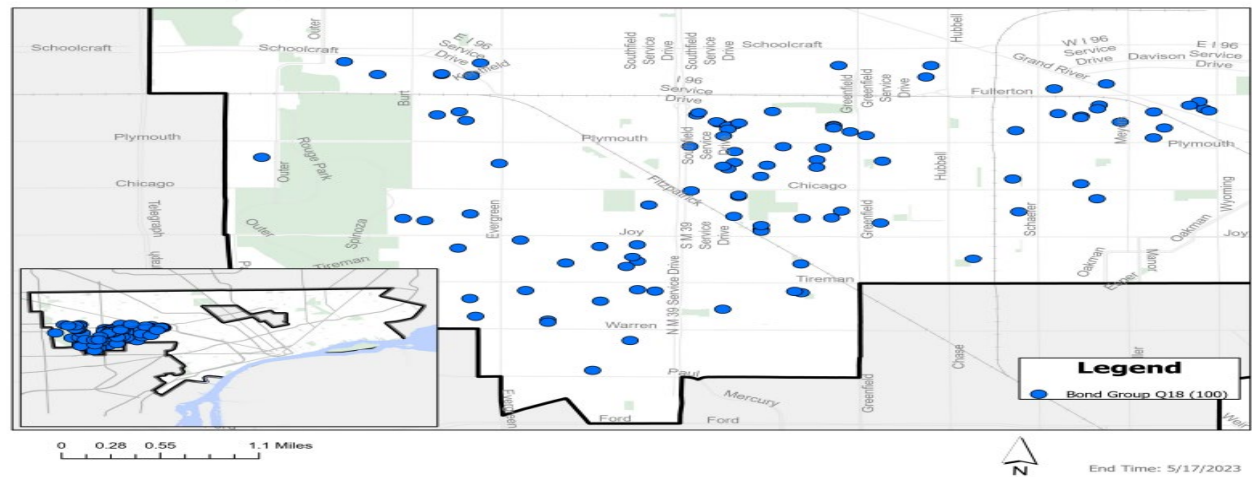 Outer
E I 96
Service
Drive
Southfield
Service
Drive
Southfield
Service
Drive
Hubbell
W I 96
Service
Drive
E I 96
Service
Drive
Schoolcraft
Schoolcraft
Schoolcraft
Davison
Grand River
I 96
Service
Drive
Greenfield
Greenfield
Service
Drive
Fullerton
Burt
Plymouth
Plymouth
Plymouth
Southfield
Service
Drive
Meyers
Rouge Park
Outer
Hubbell
Chicago
Chicago
Fitzpatrick
Wyoming
Telegraph
Outer
Spinoza
Evergreen
Joy
S M 39
Service
Drive
Greenfield
Schaefer
Oakman
Joy
Tireman
Tireman
Oakman
Manor
N M 39 Service Drive
Warren
Chase
Paul
Mercury
Greenfield
Evergreen
Ford
Ford
Weir
Legend
Bond Group Q18 (100)
0 0.28 0.55 1.1 Miles
N
End Time: 5/17/2023